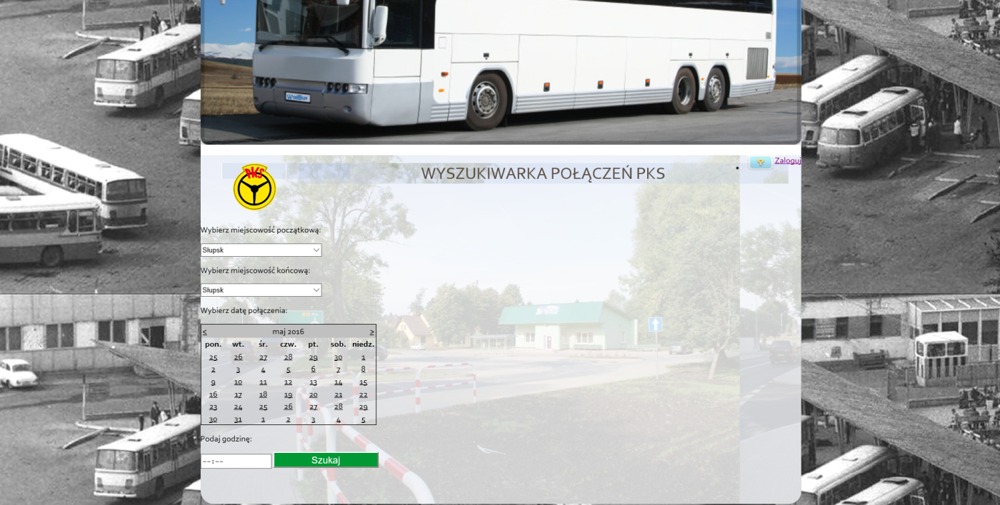 WalBus
PKS
WYSZUKIWARKA POŁĄCZEŃ PKS
Zaloguj
Wybierz miejscowość początkową:
Słupsk
Wybierz miejscowość końcową:
Słupsk
Wybierz datę połączenia:
< maj 2016 >
pon. wt. śr. czw. pt. sob. niedz.
25 26 27 28 29 30 1
2 3 4 5 6 7 8
9 10 11 12 13 14 15
16 17 18 19 20 21 22
23 24 25 26 27 28 29
30 31 1 2 3 4 5
Podaj godzinę:
--:--
Szukaj